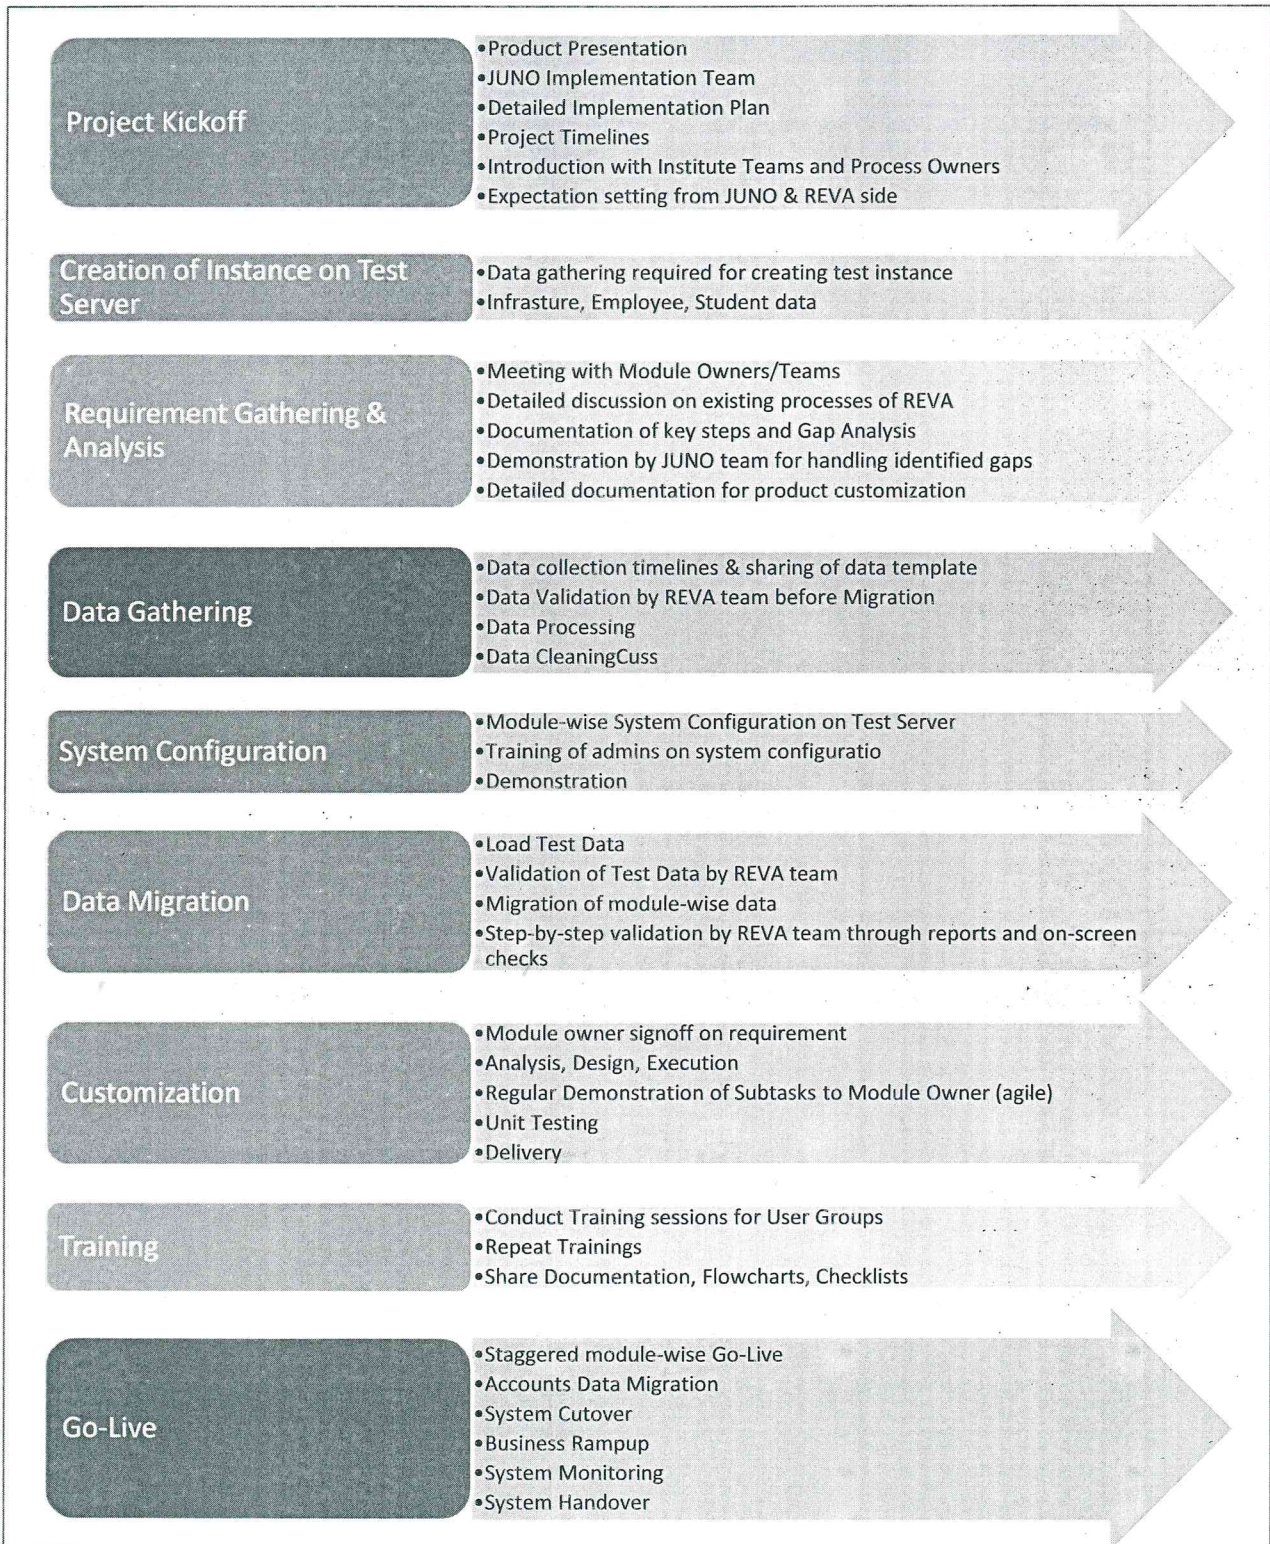 Project Kickoff
•Product Presentation
•JUNO Implementation Team
•Detailed Implementation Plan
•Project Timelines
•Introduction with Institute Teams and Process Owners
•Expectation setting from JUNO & REVA side
Creation of Instance on Test
Server
•Data gathering required for creating test instance
•Infrasture, Employee, Student data
Requirement Gathering &
Analysis
•Meeting with Module Owners/Teams
•Detailed discussion on existing processes of REVA
•Documentation of key steps and Gap Analysis
•Demonstration by JUNO team for handling identified gaps
•Detailed documentation for product customization
Data Gathering
•Data collection timelines & sharing of data template
•Data Validation by REVA team before Migration
•Data Processing
•Data CleaningCuss
System Configuration
•Module-wise System Configuration on Test Server
•Training of admins on system configuratio
•Demonstration
Data Migration
•Load Test Data
•Validation of Test Data by REVA team
•Migration of module-wise data
•Step-by-step validation by REVA team through reports and on-screen
checks
Customization
•Module owner signoff on requirement
•Analysis, Design, Execution
•Regular Demonstration of Subtasks to Module Owner (agile)
•Unit Testing
•Delivery
Training
•Conduct Training sessions for User Groups
•Repeat Trainings
•Share Documentation, Flowcharts, Checklists
Go-Live
•Staggered module-wise Go-Live
•Accounts Data Migration
•System Cutover
•Business Rampup
•System Monitoring
•System Handover